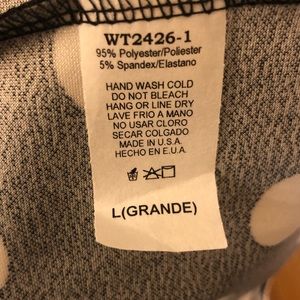 WT2426-1
95% Polyester/Poliester
5% Spandex/Elastano
HAND WASH COLD
DO NOT BLEACH
HANG OR LINE DRY
LAVE FRIO A MANO
NO USAR CLORO
SECAR COLGADO
MADE IN U.S.A.
HECHO EN E.U.A.
L(GRANDE)